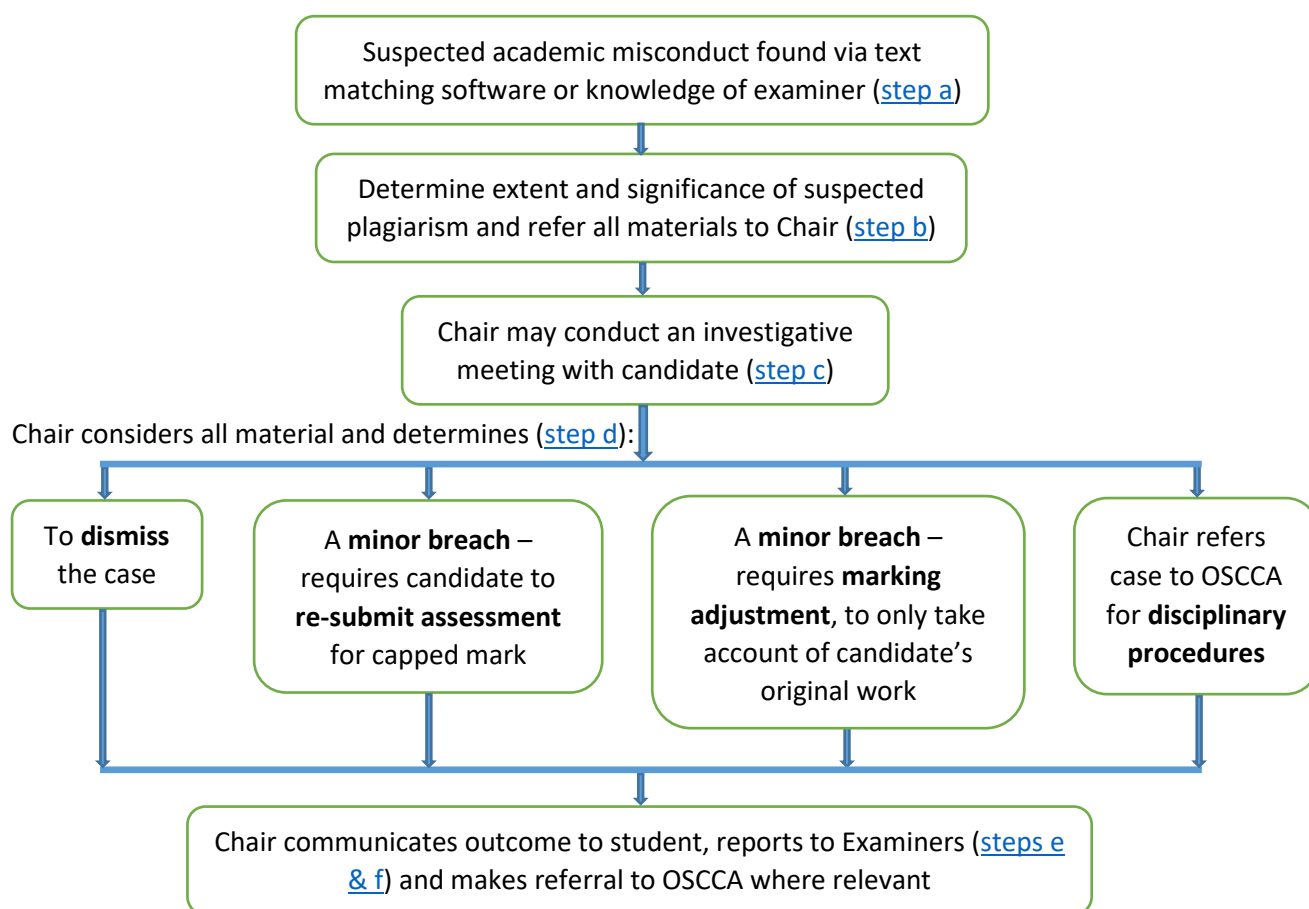 Suspected academic misconduct found via text
matching software or knowledge of examiner (step a)
Determine extent and significance of suspected
plagiarism and refer all materials to Chair (step b)
Chair may conduct an investigative
meeting with candidate (step c)
Chair considers all material and determines (step d):
To dismiss
the case
A minor breach –
requires candidate to
re-submit assessment
for capped mark
A minor breach –
requires marking
adjustment, to only take
account of candidate’s
original work
Chair refers
case to OSCCA
for disciplinary
procedures
Chair communicates outcome to student, reports to Examiners (steps e
& f) and makes referral to OSCCA where relevant